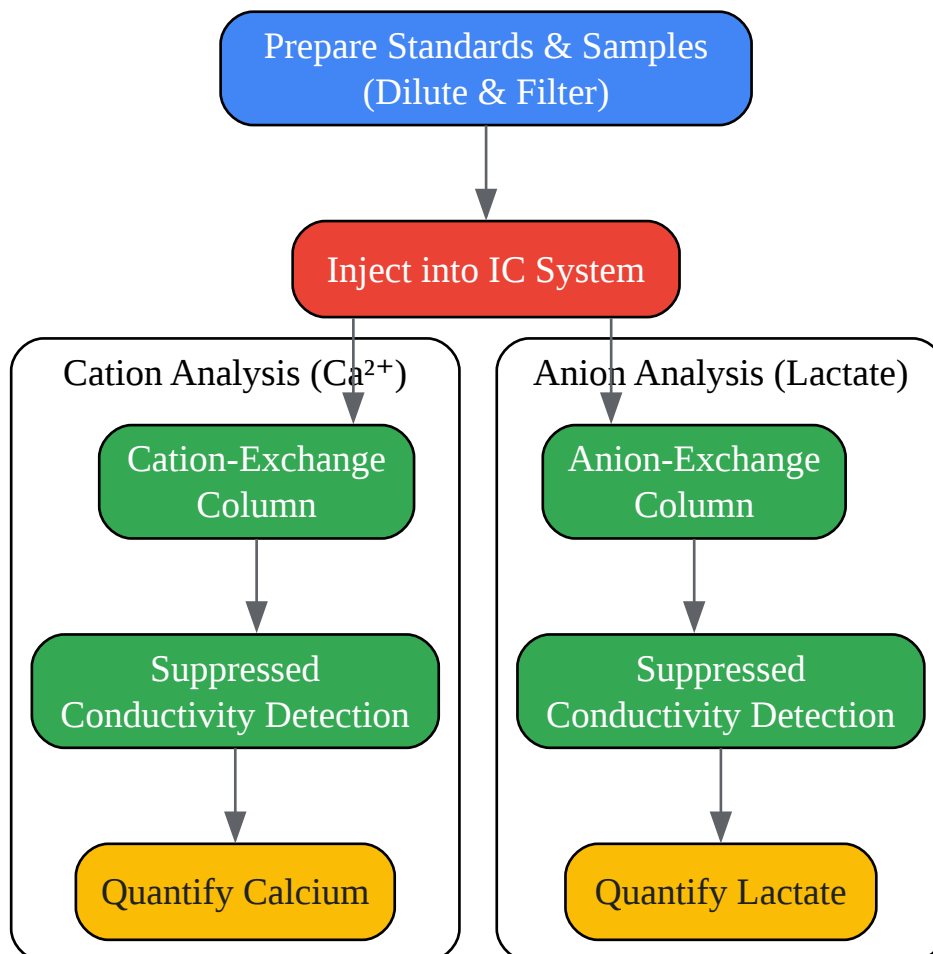 Prepare Standards & Samples
(Dilute & Filter)
Inject into IC System
Cation Analysis (Ca²⁺)
Cation-Exchange
Column
Suppressed
Conductivity Detection
Quantify Calcium
Anion Analysis (Lactate)
Anion-Exchange
Column
Suppressed
Conductivity Detection
Quantify Lactate